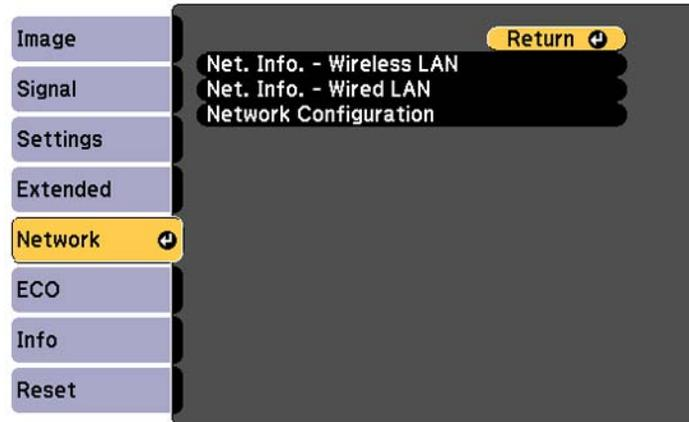 Image
Signal
Settings
Extended
Network
ECO
Info
Reset
Return
Net. Info. - Wireless LAN
Net. Info. - Wired LAN
Network Configuration